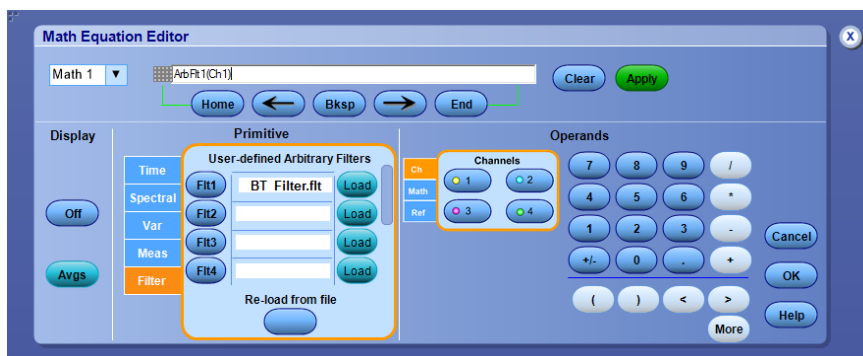 Math Equation Editor
X
Math 1
ArbFlt1(Ch1)
Clear
Apply
Home
Bksp
End
Display
Primitive
Operands
Off
Avgs
Time
Spectral
Var
Meas
Filter
User-defined Arbitrary Filters
Flt1 BT Filter.flt Load
Flt2 Load
Flt3 Load
Flt4 Load
Re-load from file
Ch
Math
Ref
Channels
1 2
3 4
7 8 9 /
4 5 6 *
1 2 3 -
+/- 0 . +
( ) < >
More
Cancel
OK
Help